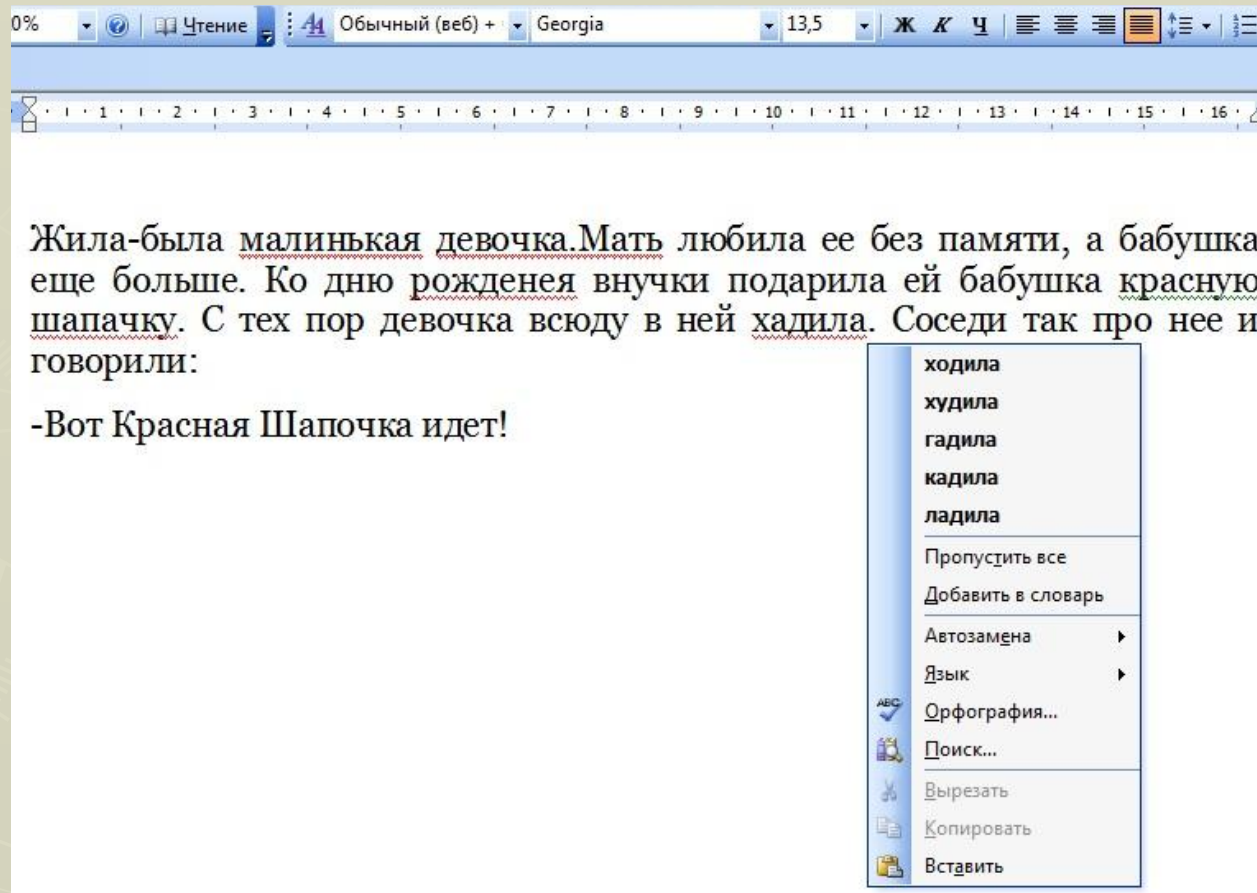 0% Чтение Обычный (веб) + Georgia 13,5 Ж К Ч
1 2 3 4 5 6 7 8 9 10 11 12 13 14 15 16
Жила-была малинькая девочка.Мать любила ее без памяти, а бабушка
еще больше. Ко дню рожденея внучки подарила ей бабушка красную
шапачку. С тех пор девочка всюду в ней хадила. Соседи так про нее и
говорили:
-Вот Красная Шапочка идет!
ходила
худила
гадила
кадила
ладила
Пропустить все
Добавить в словарь
Автозамена
Язык
Орфография...
Поиск...
Вырезать
Копировать
Вставить